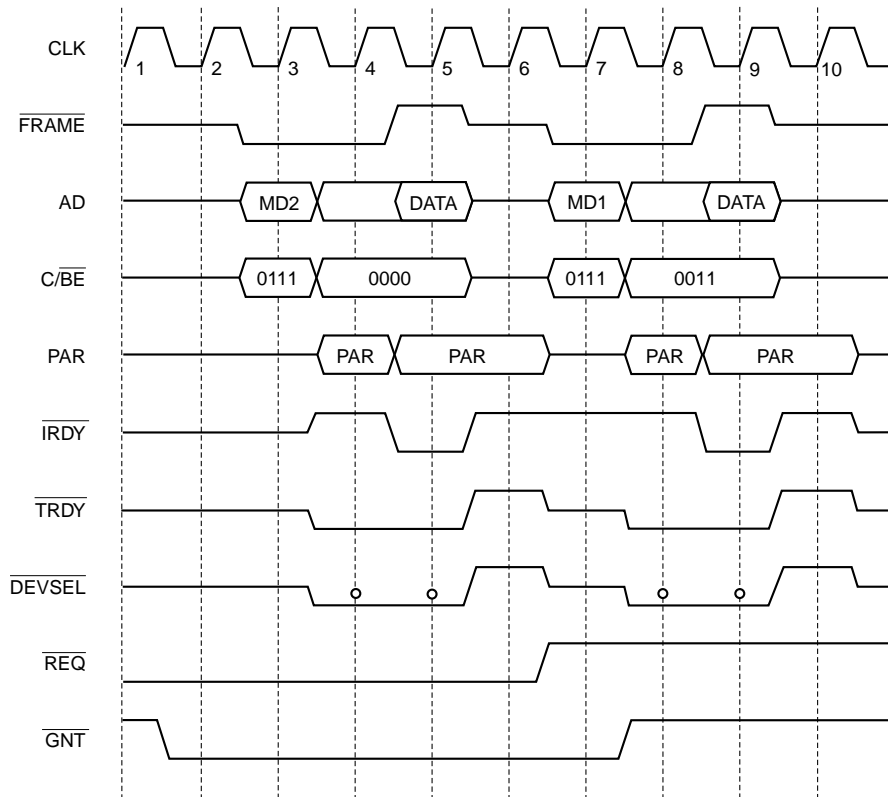 CLK
1 2 3 4 5 6 7 8 9 10
FRAME
AD
MD2 DATA MD1 DATA
C/BE
0111 0000 0111 0011
PAR
PAR PAR PAR PAR
IRDY
TRDY
DEVSEL
REQ
GNT